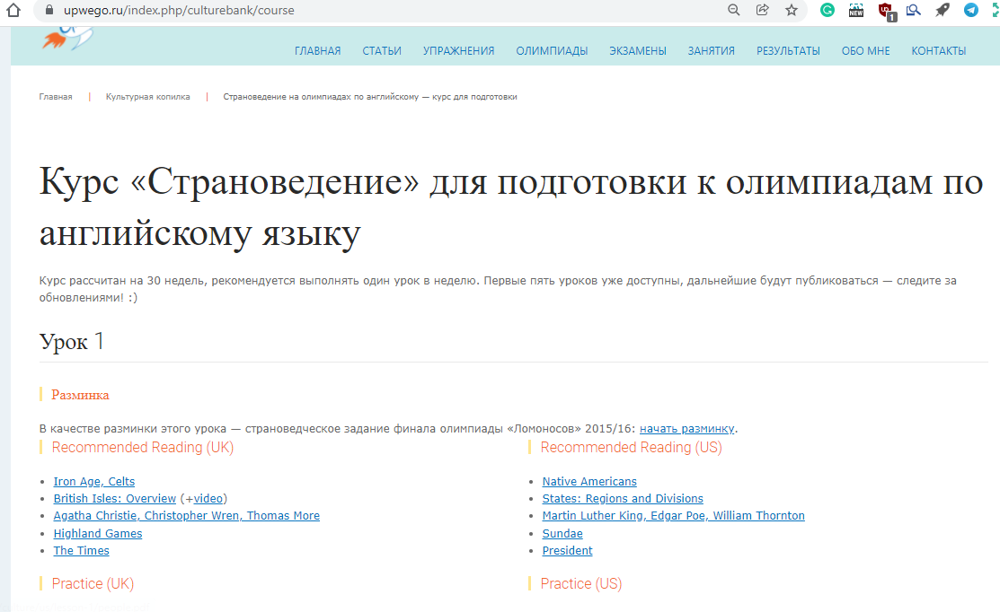 upwego.ru/index.php/culturebank/course
NEW
1
ГЛАВНАЯ СТАТЬИ УПРАЖНЕНИЯ ОЛИМПИАДЫ ЭКЗАМЕНЫ ЗАНЯТИЯ РЕЗУЛЬТАТЫ ОБО МНЕ КОНТАКТЫ
Главная | Культурная копилка | Страноведение на олимпиадах по английскому — курс для подготовки
Курс «Страноведение» для подготовки к олимпиадам по
английскому языку
Курс рассчитан на 30 недель, рекомендуется выполнять один урок в неделю. Первые пять уроков уже доступны, дальнейшие будут публиковаться — следите за
обновлениями! :)
Урок 1
Разминка
В качестве разминки этого урока — страноведческое задание финала олимпиады «Ломоносов» 2015/16: начать разминку.
Recommended Reading (UK)
Iron Age, Celts
British Isles: Overview (+video)
Agatha Christie, Christopher Wren, Thomas More
Highland Games
The Times
Practice (UK)
Recommended Reading (US)
Native Americans
States: Regions and Divisions
Martin Luther King, Edgar Poe, William Thornton
Sundae
President
Practice (US)